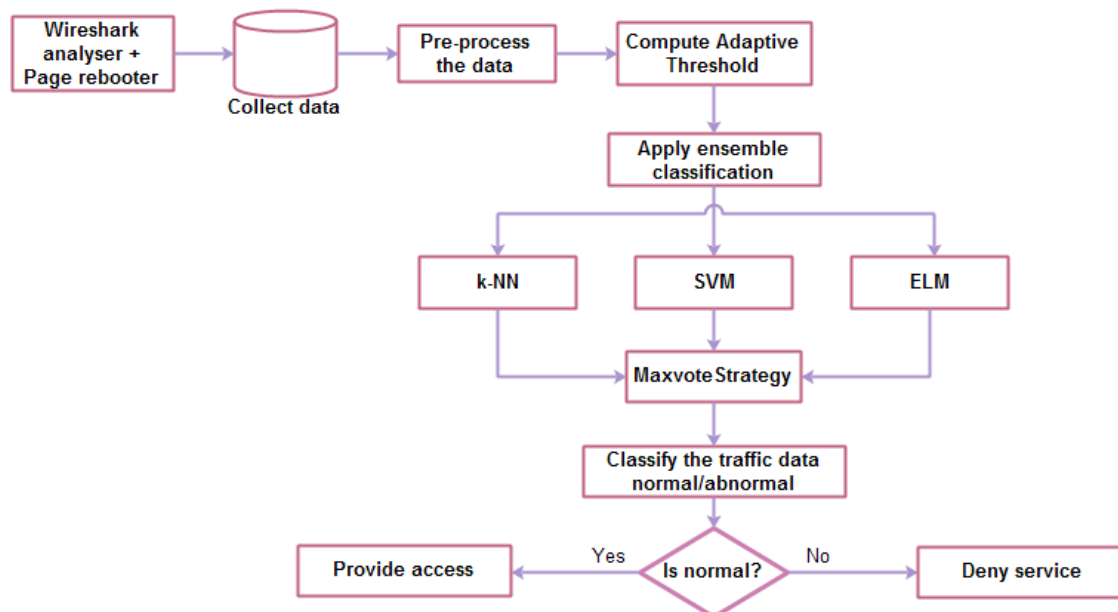 Wireshark
analyser +
Page rebooter
Collect data
Pre-process
the data
Compute Adaptive
Threshold
Apply ensemble
classification
k-NN
SVM
ELM
MaxvoteStrategy
Classify the traffic data
normal/abnormal
Is normal?
Yes
No
Provide access
Deny service